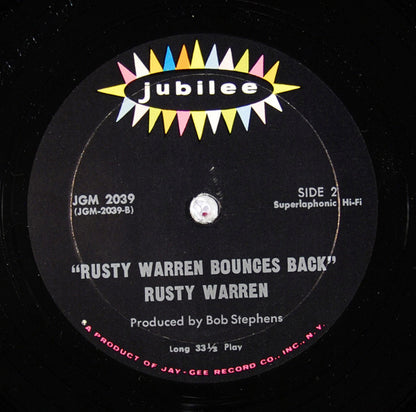 jubilee
JGM 2039
(JGM-2039-B)
SIDE 2
Superlaphonic Hi-Fi
"RUSTY WARREN BOUNCES BACK"
RUSTY WARREN
Produced by Bob Stephens
Long 33⅓ Play
A PRODUCT OF JAY-GEE RECORD CO., INC., N. Y.